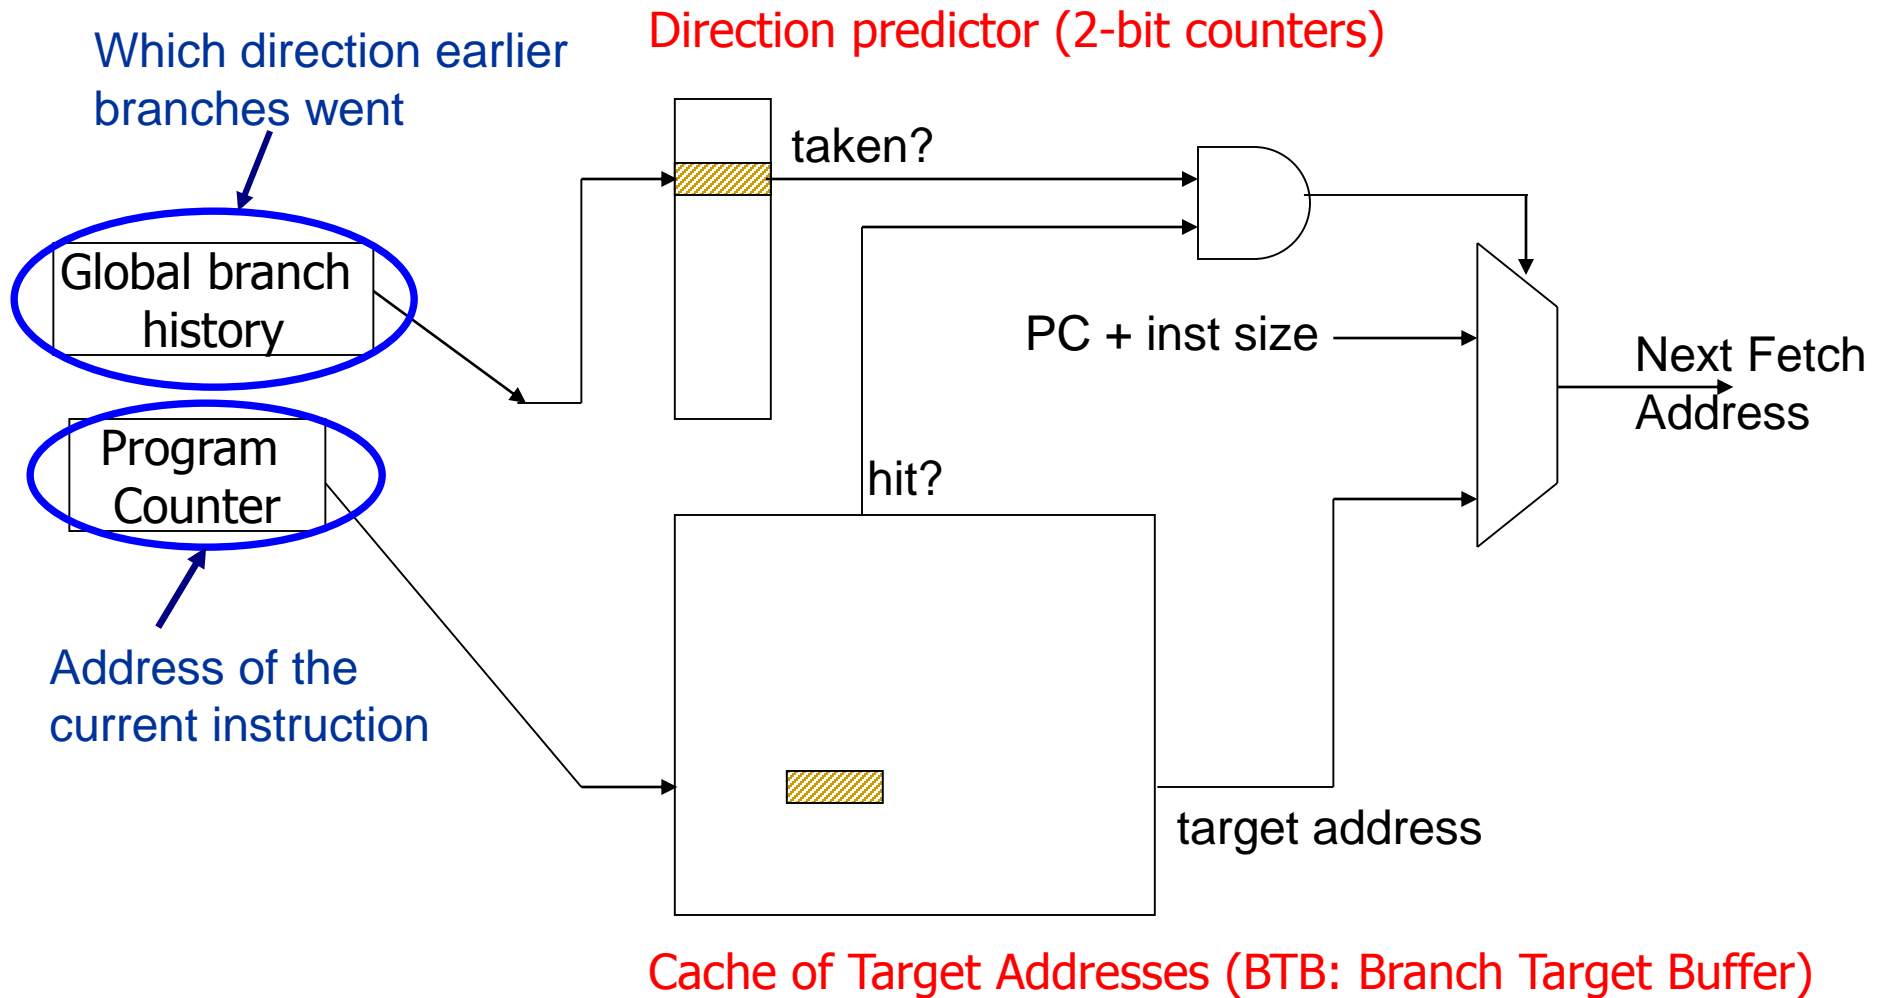 Direction predictor (2-bit counters)
Which direction earlier
branches went
taken?
Global branch
history
PC + inst size
Next Fetch
Address
Program
Counter
hit?
Address of the
current instruction
target address
Cache of Target Addresses (BTB: Branch Target Buffer)